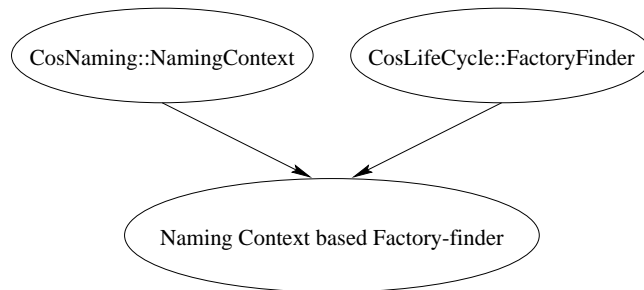 CosNaming::NamingContext
CosLifeCycle::FactoryFinder
Naming Context based Factory-finder